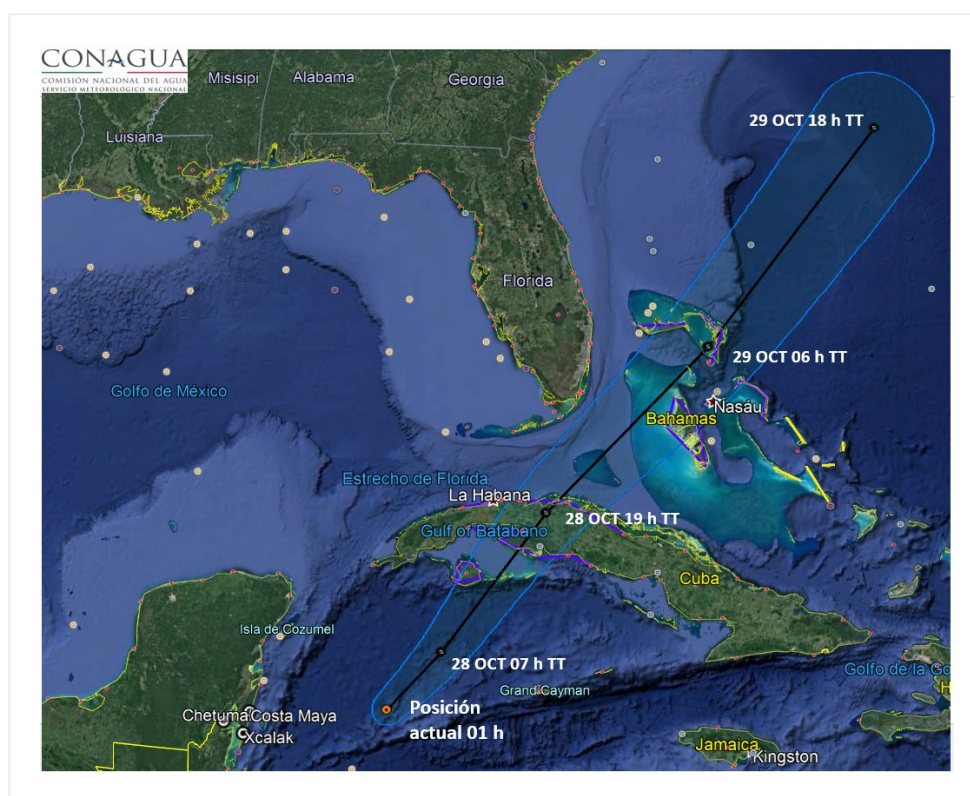 CONAGUA
COMISIÓN NACIONAL DEL AGUA
SERVICIO METEOROLÓGICO NACIONAL
Misisipi
Alabama
Georgia
Luisiana
29 OCT 18 h TT
Florida
29 OCT 06 h TT
Golfo de México
Nasáu
Bahamas
Estrecho de Florida
La Habana
28 OCT 19 h TT
Gulf of Batabano
Cuba
Isla de Cozumel
28 OCT 07 h TT
Golfo de la Go
Grand Cayman
H
Posición
actual 01 h
Chetuma
Costa Maya
Xcalak
Jamaica
Kingston